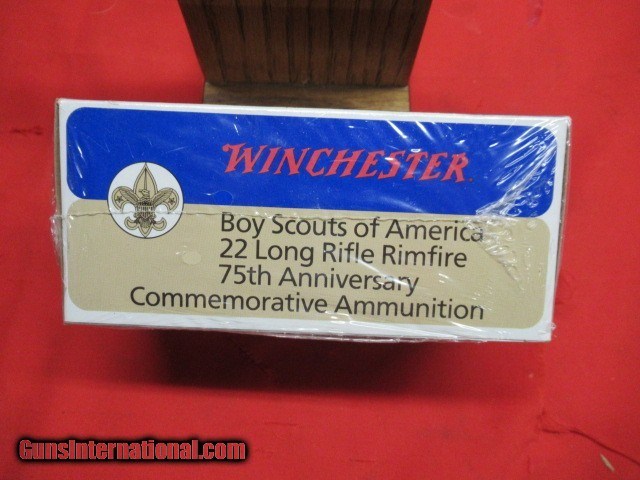 WINCHESTER
Boy Scouts of America
22 Long Rifle Rimfire
75th Anniversary
Commemorative Ammunition
GunsInternational.com